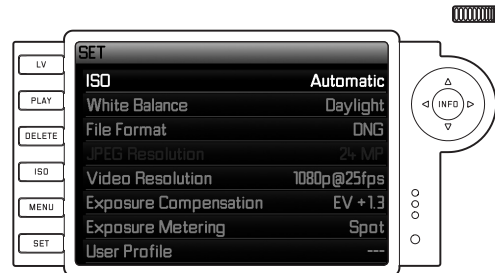 LV
PLAY
DELETE
ISO
MENU
SET
SET
ISO Automatic
White Balance Daylight
File Format DNG
JPEG Resolution 24 MP
Video Resolution 1080p@25fps
Exposure Compensation EV +1.3
Exposure Metering Spot
User Profile ---
INFO